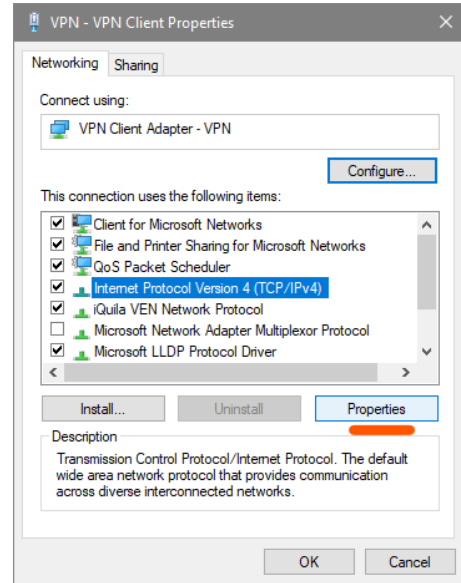 VPN - VPN Client Properties
Networking
Sharing
Connect using:
VPN Client Adapter - VPN
Configure...
This connection uses the following items:
Client for Microsoft Networks
File and Printer Sharing for Microsoft Networks
QoS Packet Scheduler
Internet Protocol Version 4 (TCP/IPv4)
iQuila VEN Network Protocol
Microsoft Network Adapter Multiplexor Protocol
Microsoft LLDP Protocol Driver
Install...
Uninstall
Properties
Description
Transmission Control Protocol/Internet Protocol. The default
wide area network protocol that provides communication
across diverse interconnected networks.
OK
Cancel